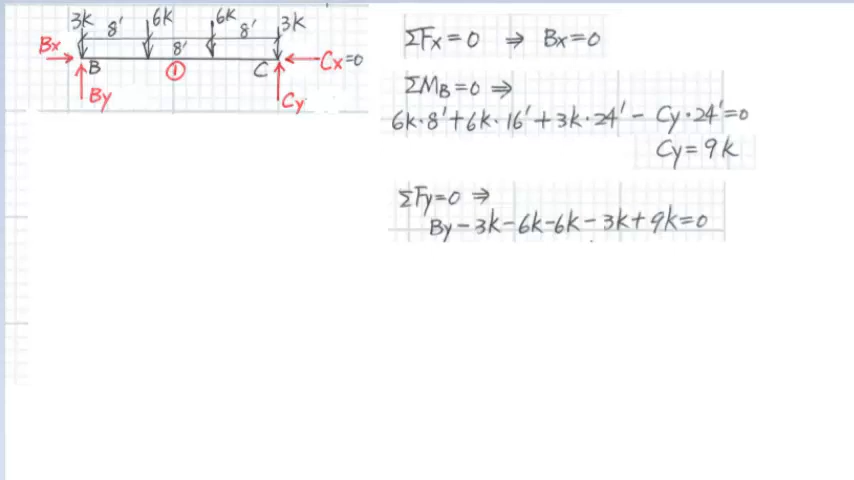 3k 6k 6k 3k
8' 8' 8'
Bx B ① C Cx=0
By Cy
ΣFx=0 ⇒ Bx=0
ΣMB=0 ⇒
6k·8'+6k·16'+3k·24' - Cy·24'=0
Cy=9k
ΣFy=0 ⇒
By-3k-6k-6k-3k+9k=0